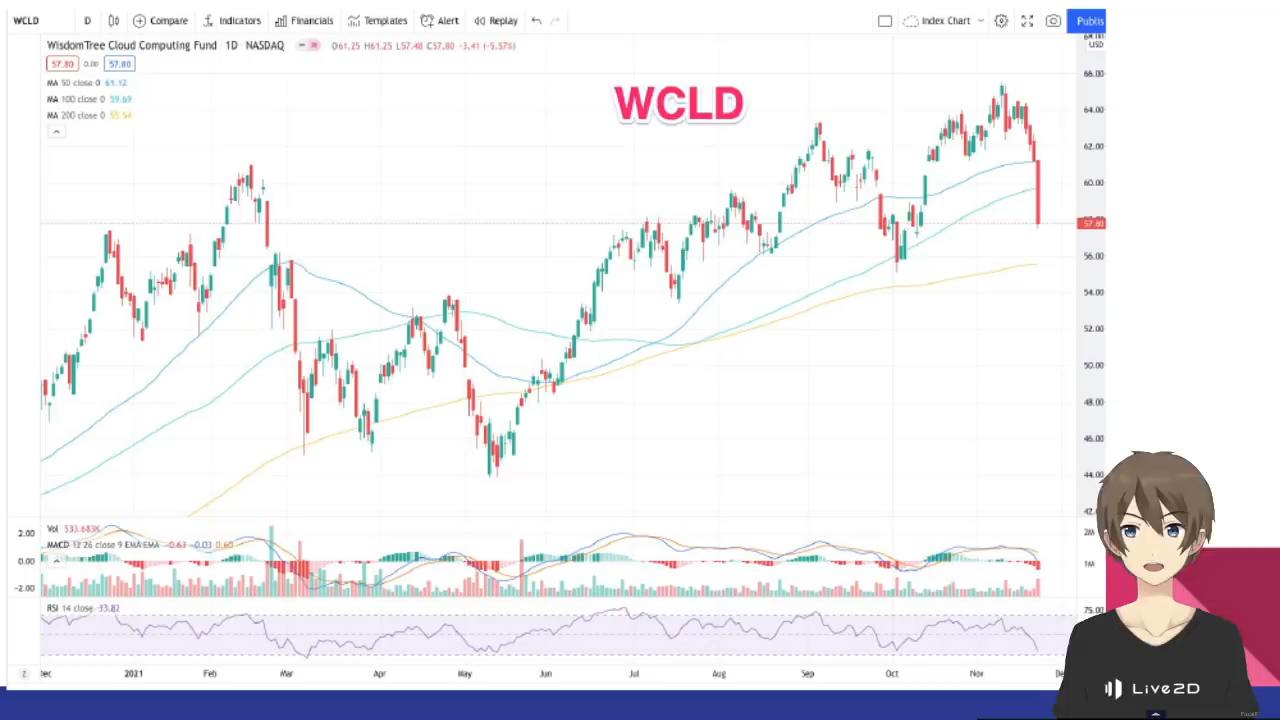 WCLD D Compare Indicators Financials Templates Alert Replay Index Chart Publis
WisdomTree Cloud Computing Fund 1D NASDAQ O61.25 H61.25 L57.48 C57.80 -3.41 (-5.57%)
68.00
USD
57.80 0.00 57.80
MA 50 close 0 61.12
MA 100 close 0 59.69
MA 200 close 0 55.54
WCLD
66.00
64.00
62.00
60.00
57.80
56.00
54.00
52.00
50.00
48.00
46.00
44.00
Vol 533.683K
MACD 12 26 close 9 EMA EMA -0.63 -0.03 0.60
2.00
0.00
-2.00
2M
1M
RSI 14 close 33.82
75.00
2021 Feb Mar Apr May Jun Jul Aug Sep Oct Nov
Live2D